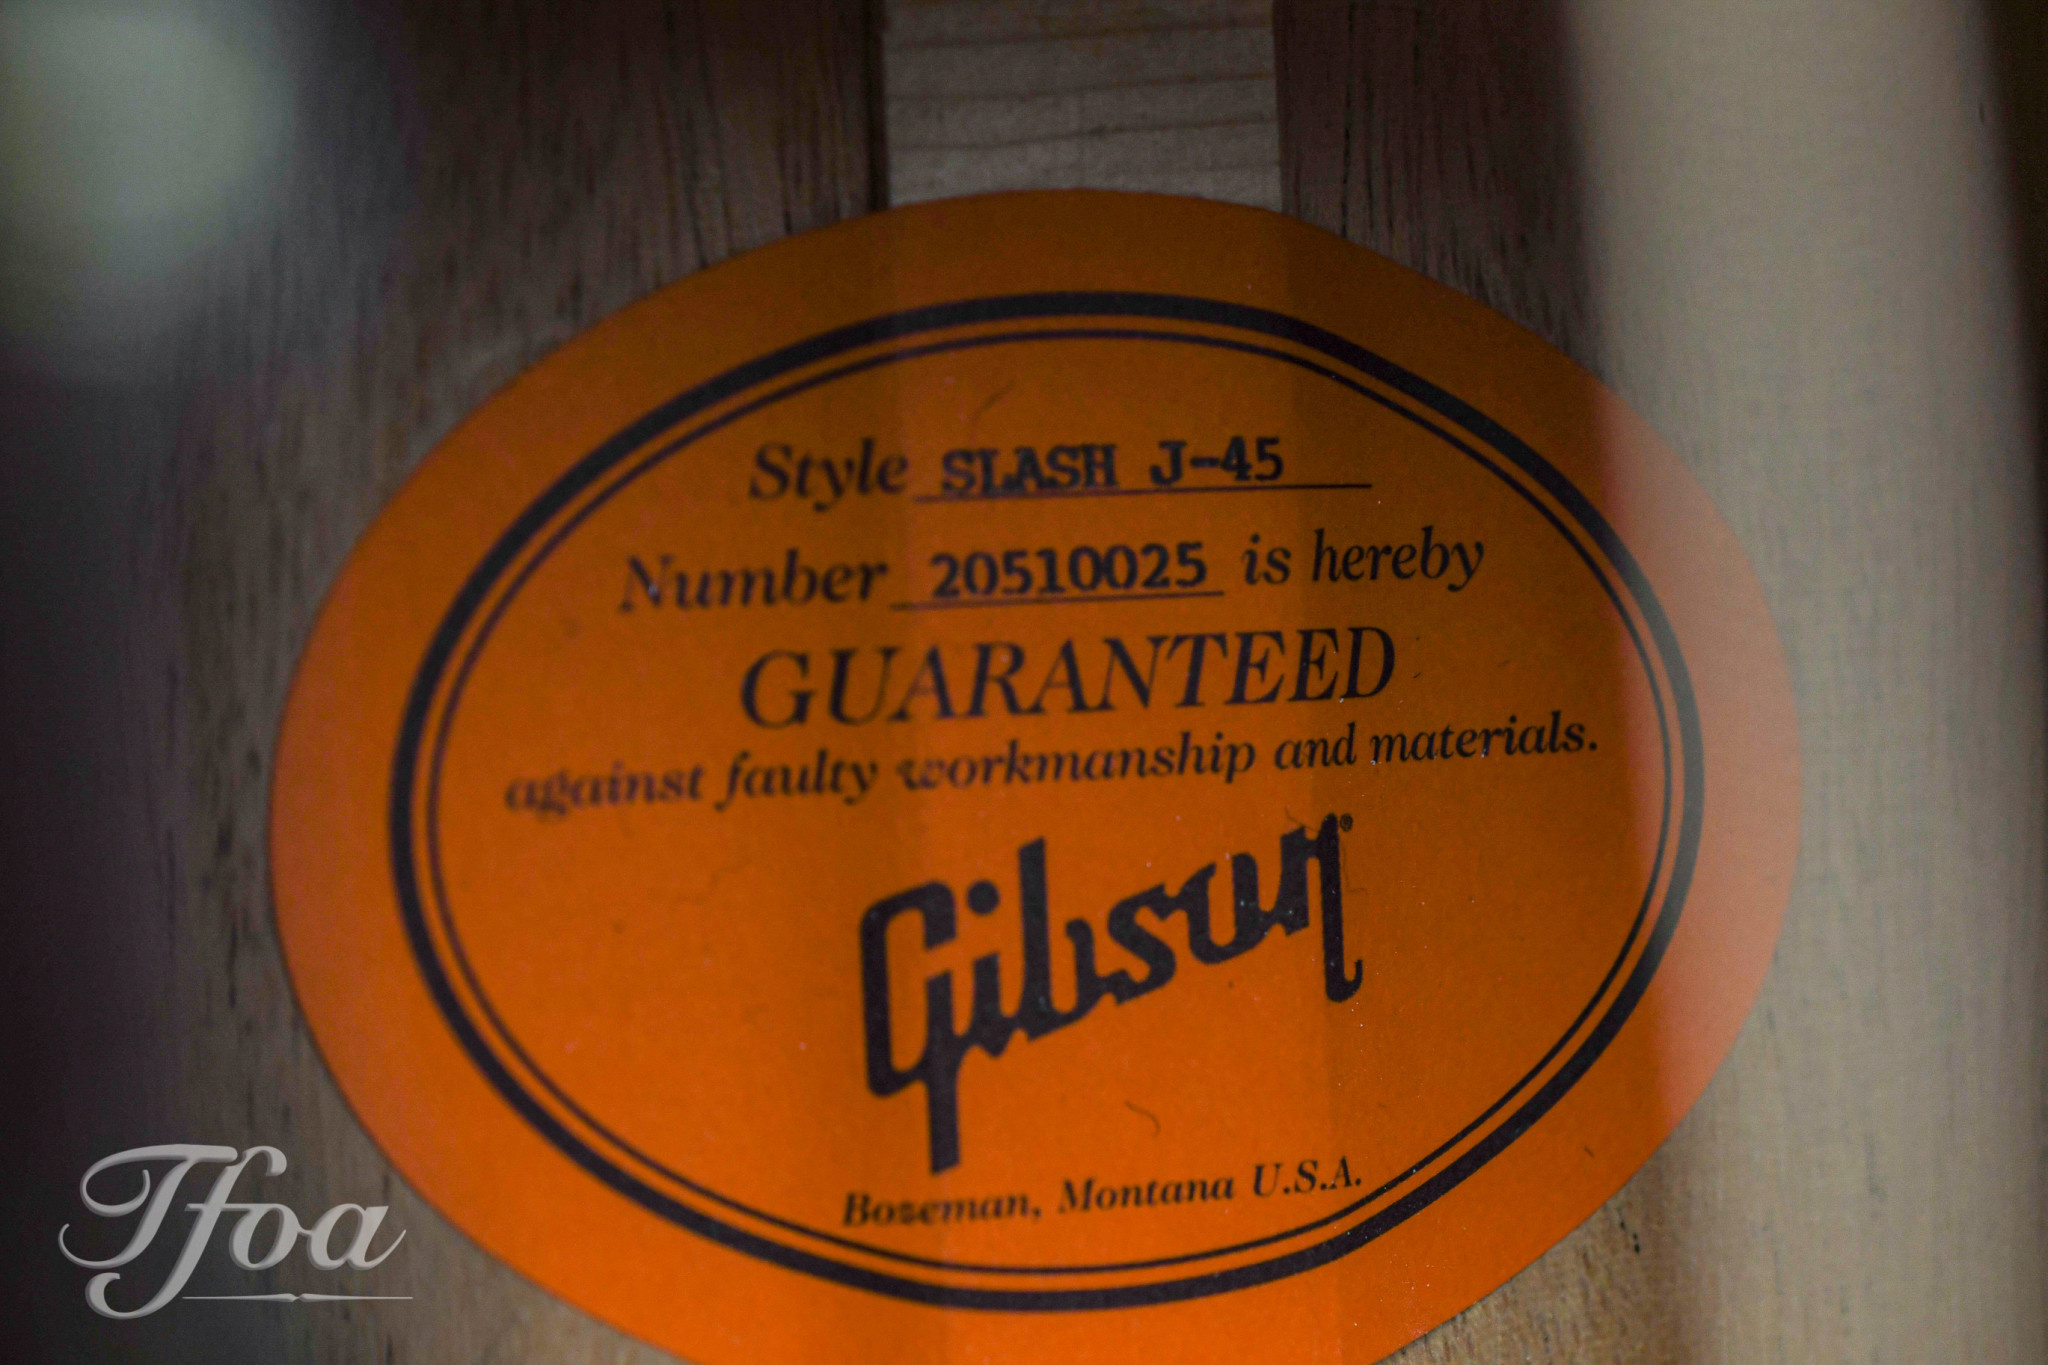 Style SLASH J-45
Number 20510025 is hereby
GUARANTEED
against faulty workmanship and materials.
Gibson®
Bozeman, Montana U.S.A.
Tfoa